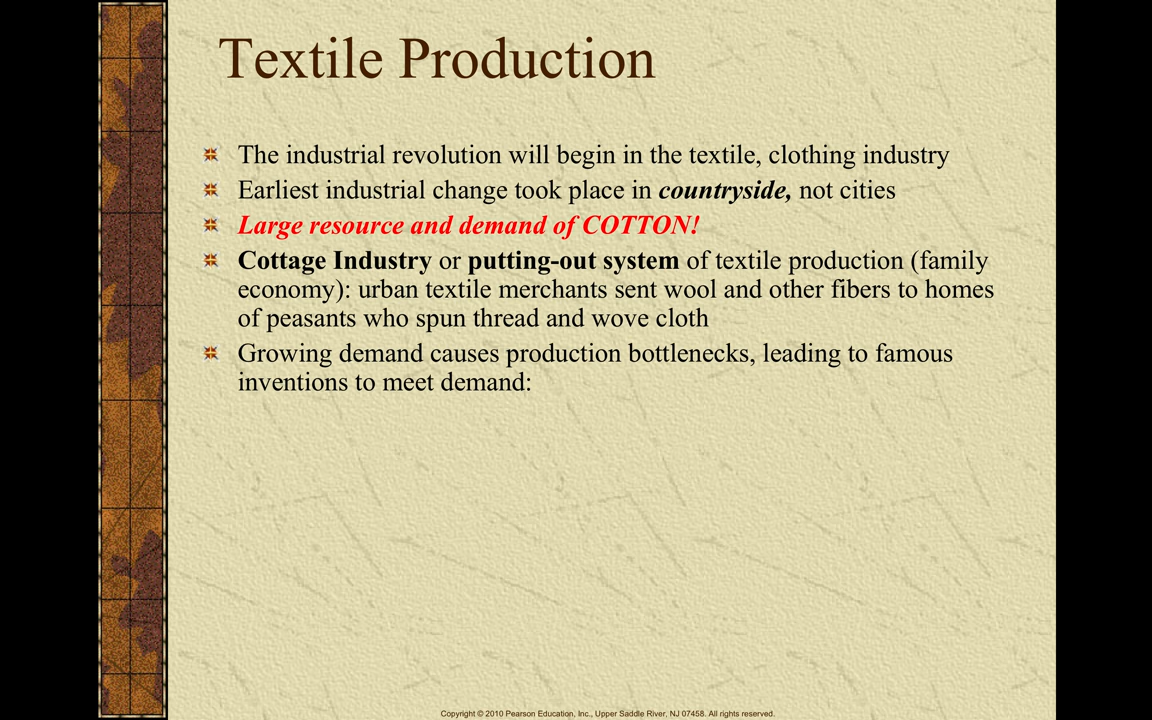 Textile Production
The industrial revolution will begin in the textile, clothing industry
Earliest industrial change took place in countryside, not cities
Large resource and demand of COTTON!
Cottage Industry or putting-out system of textile production (family
economy): urban textile merchants sent wool and other fibers to homes
of peasants who spun thread and wove cloth
Growing demand causes production bottlenecks, leading to famous
inventions to meet demand:
Copyright © 2010 Pearson Education, Inc., Upper Saddle River, NJ 07458. All rights reserved.